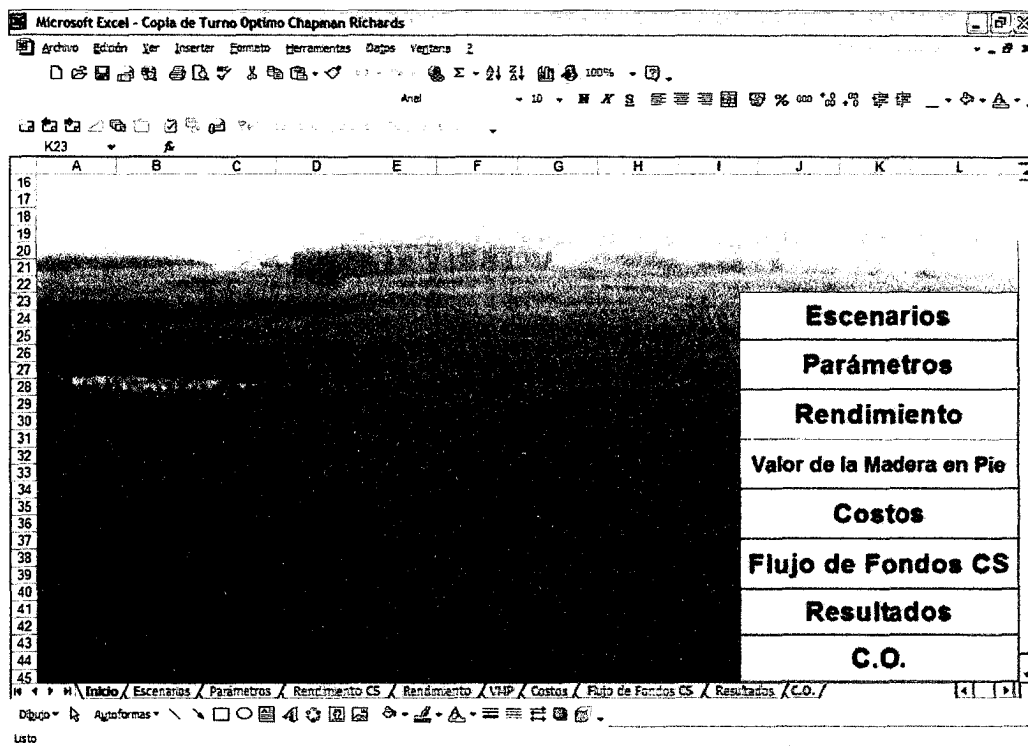 Microsoft Excel - Copia de Turno Optimo Chapman Richards
Archivo Edición Ver Insertar Formato Herramientas Datos Ventana ?
100%
Arial 10 N K S % 000
K23 fx
A B C D E F G H I J K L
16
17
18
19
20
21
22
23
24
25
26
27
28
29
30
31
32
33
34
35
36
37
38
39
40
41
42
43
44
45
Escenarios
Parámetros
Rendimiento
Valor de la Madera en Pie
Costos
Flujo de Fondos CS
Resultados
C.O.
Inicio / Escenarios / Parámetros / Rendimiento CS / Rendimiento / VMP / Costos / Flujo de Fondos CS / Resultados / C.O. /
Dibujo Autoformas
Listo